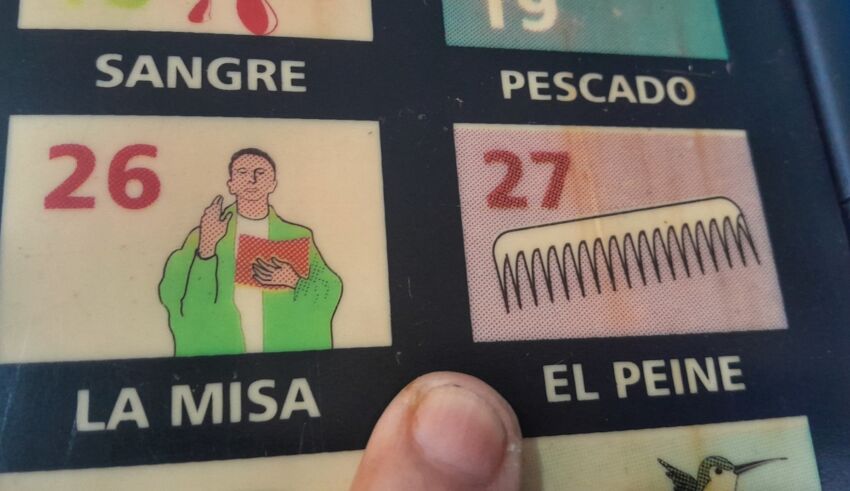 19
SANGRE
PESCADO
26
27
LA MISA
EL PEINE